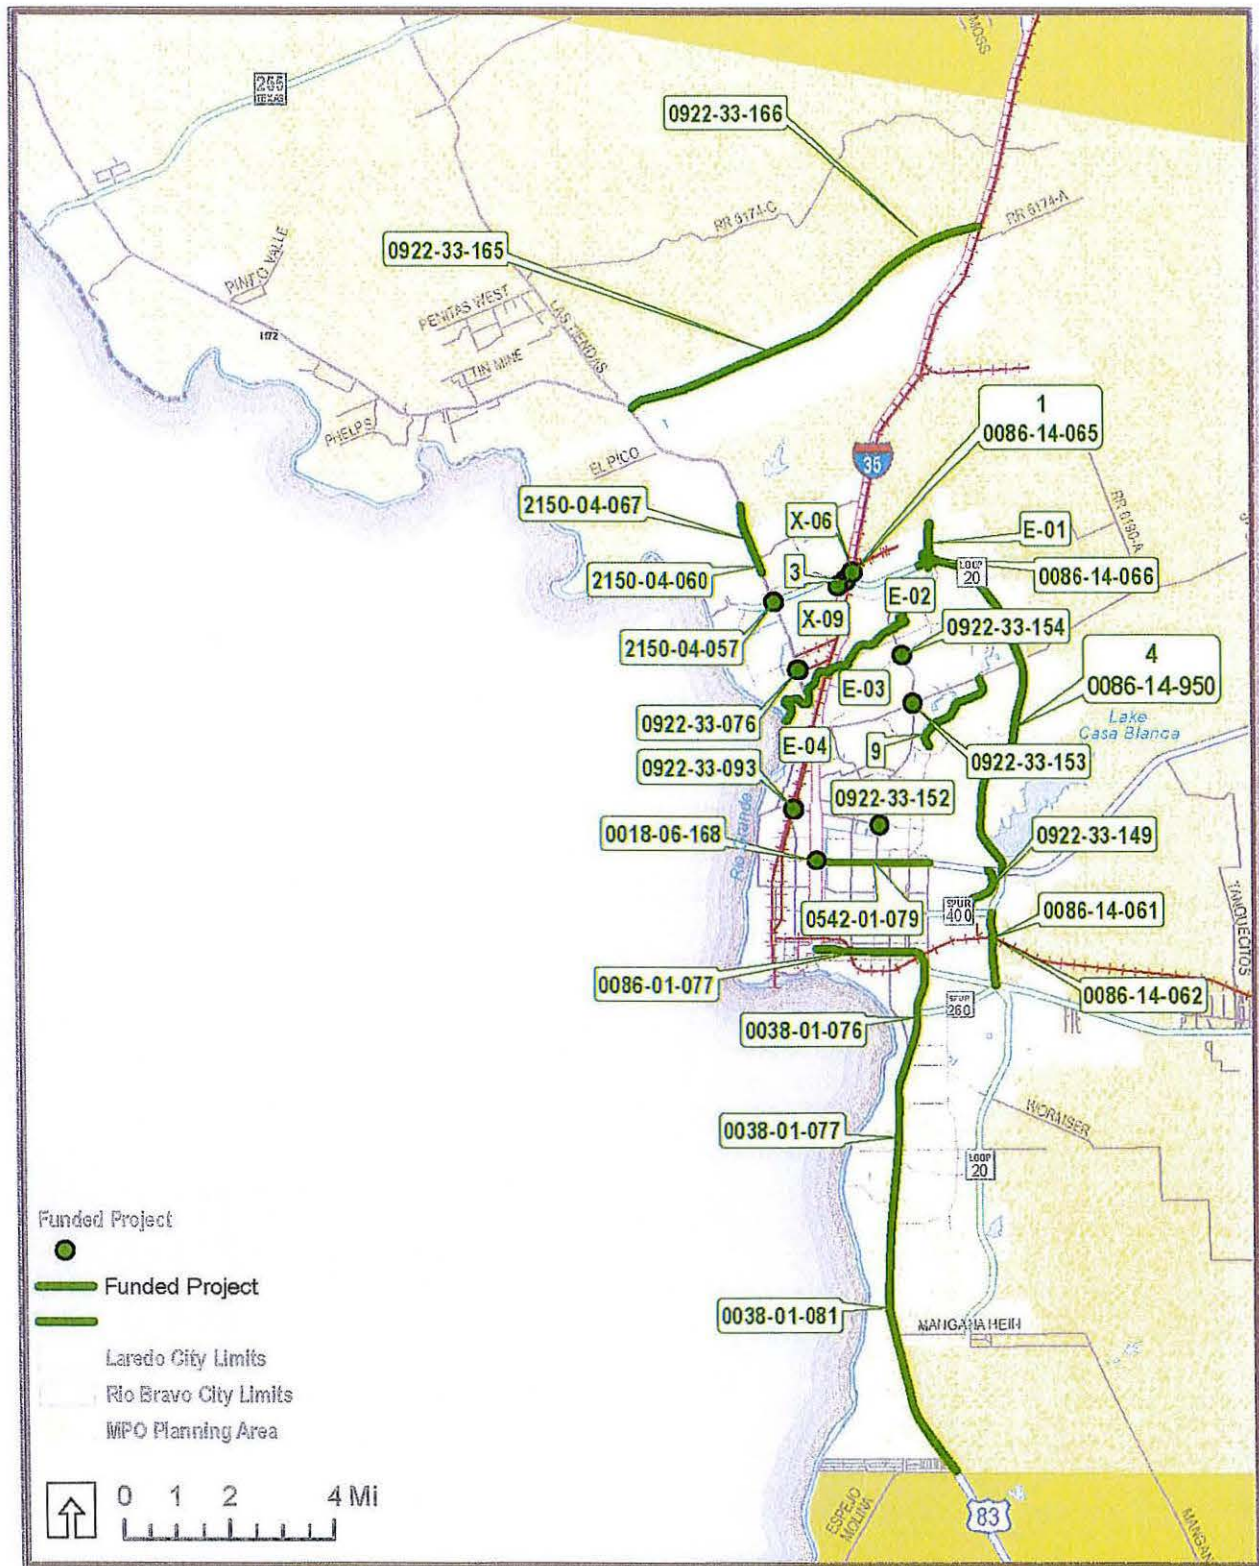 MOSS
255
TEXAS
0922-33-166
RR 6174-C
RR 6174-A
0922-33-165
PINTO VALLE
PENITAS WEST
LAS TIENDAS
1472
TIN MINE
PHELPS
1
0086-14-065
35
EL PICO
2150-04-067
X-06
E-01
RR 6190-A
3
LOOP
20
0086-14-066
2150-04-060
E-02
X-09
0922-33-154
2150-04-057
4
0086-14-950
E-03
Lake
Casa Blanca
0922-33-076
E-04
9
0922-33-153
0922-33-093
0922-33-152
Rio Grande
0018-06-168
0922-33-149
0542-01-079
SPUR
400
0086-14-061
TANQUECITOS
0086-01-077
0086-14-062
SPUR
260
0038-01-076
WORMSER
0038-01-077
LOOP
20
Funded Project
Funded Project
0038-01-081
MANGANA HEIN
Laredo City Limits
Rio Bravo City Limits
MPO Planning Area
0 1 2 4 Mi
ESPEJO
MOLINA
83